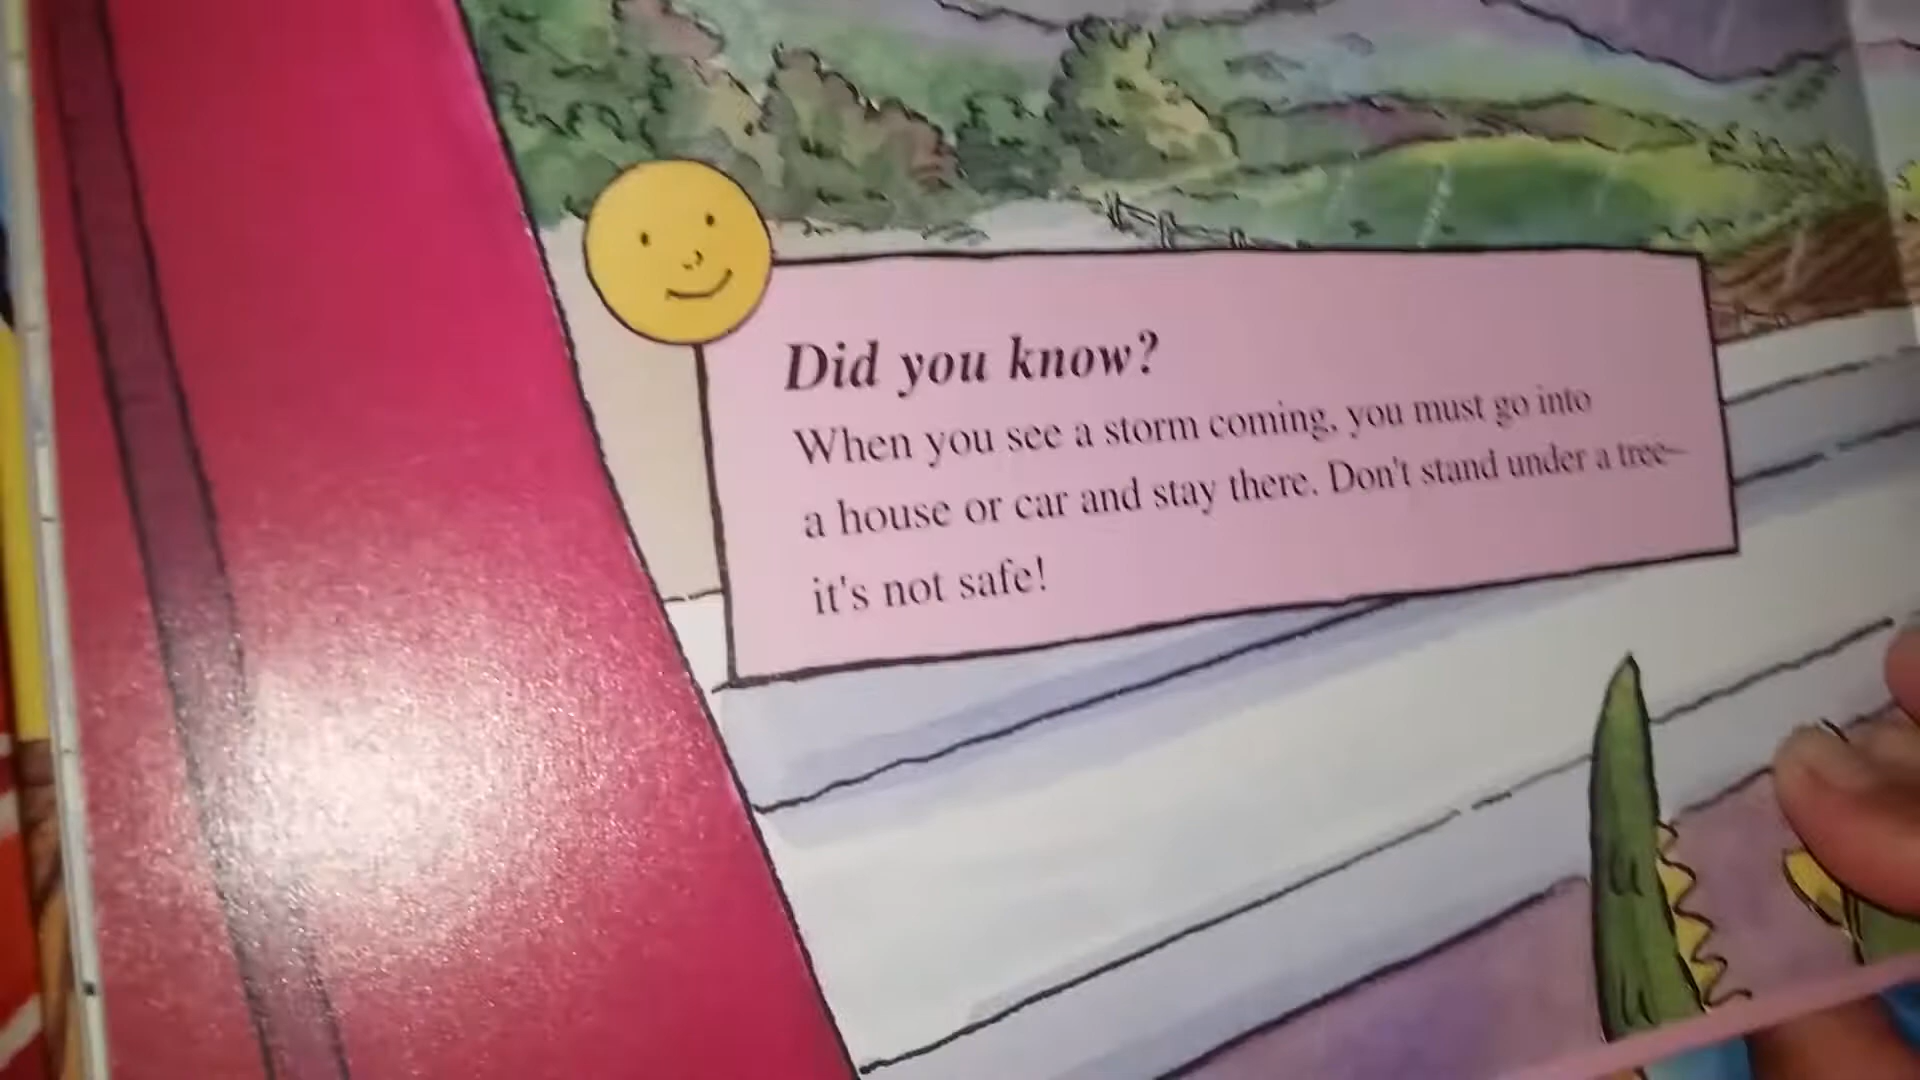 Did you know?
When you see a storm coming, you must go into
a house or car and stay there. Don't stand under a tree–
it's not safe!